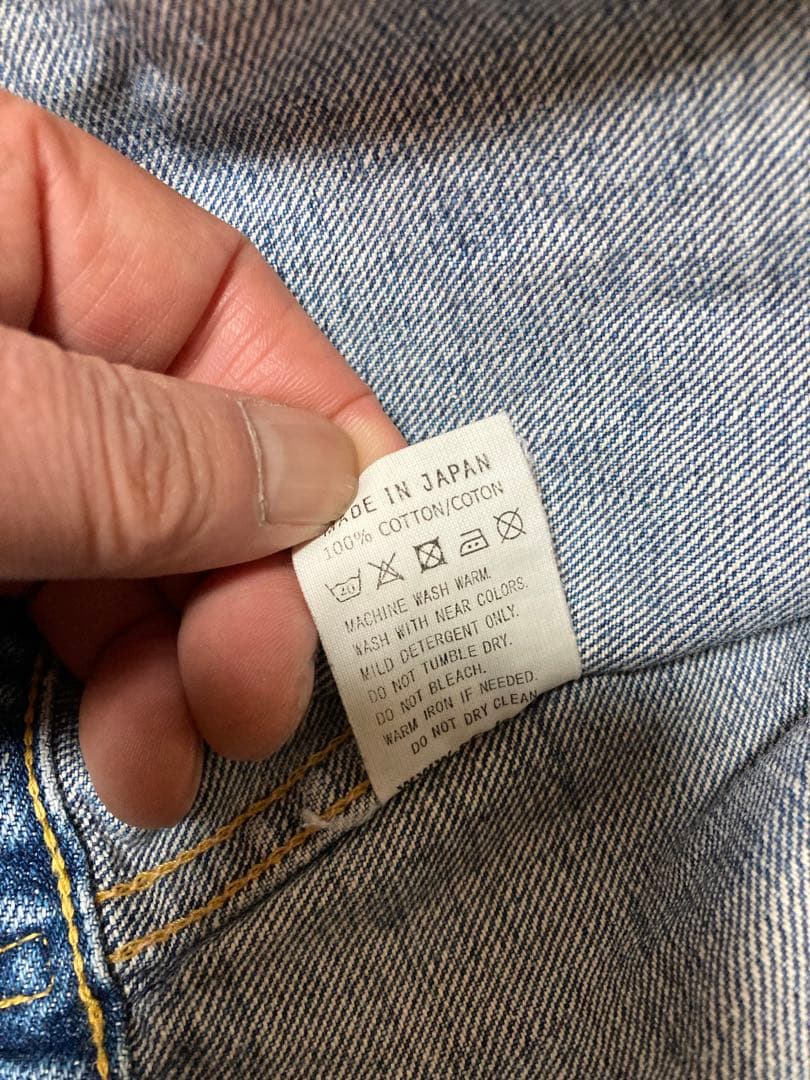 MADE IN JAPAN
100% COTTON/COTON
20
MACHINE WASH WARM.
WASH WITH NEAR COLORS.
MILD DETERGENT ONLY.
DO NOT TUMBLE DRY.
DO NOT BLEACH.
WARM IRON IF NEEDED.
DO NOT DRY CLEAN